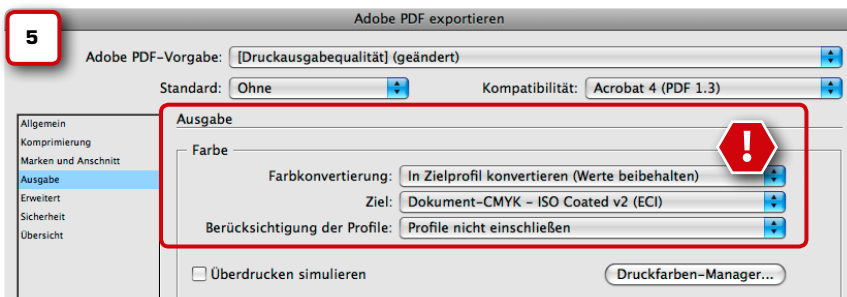 Adobe PDF exportieren
5
Adobe PDF-Vorgabe: [Druckausgabequalität] (geändert)
Standard: Ohne Kompatibilität: Acrobat 4 (PDF 1.3)
Allgemein
Komprimierung
Marken und Anschnitt
Ausgabe
Erweitert
Sicherheit
Übersicht
Ausgabe
Farbe
!
Farbkonvertierung: In Zielprofil konvertieren (Werte beibehalten)
Ziel: Dokument-CMYK – ISO Coated v2 (ECI)
Berücksichtigung der Profile: Profile nicht einschließen
Überdrucken simulieren Druckfarben-Manager...